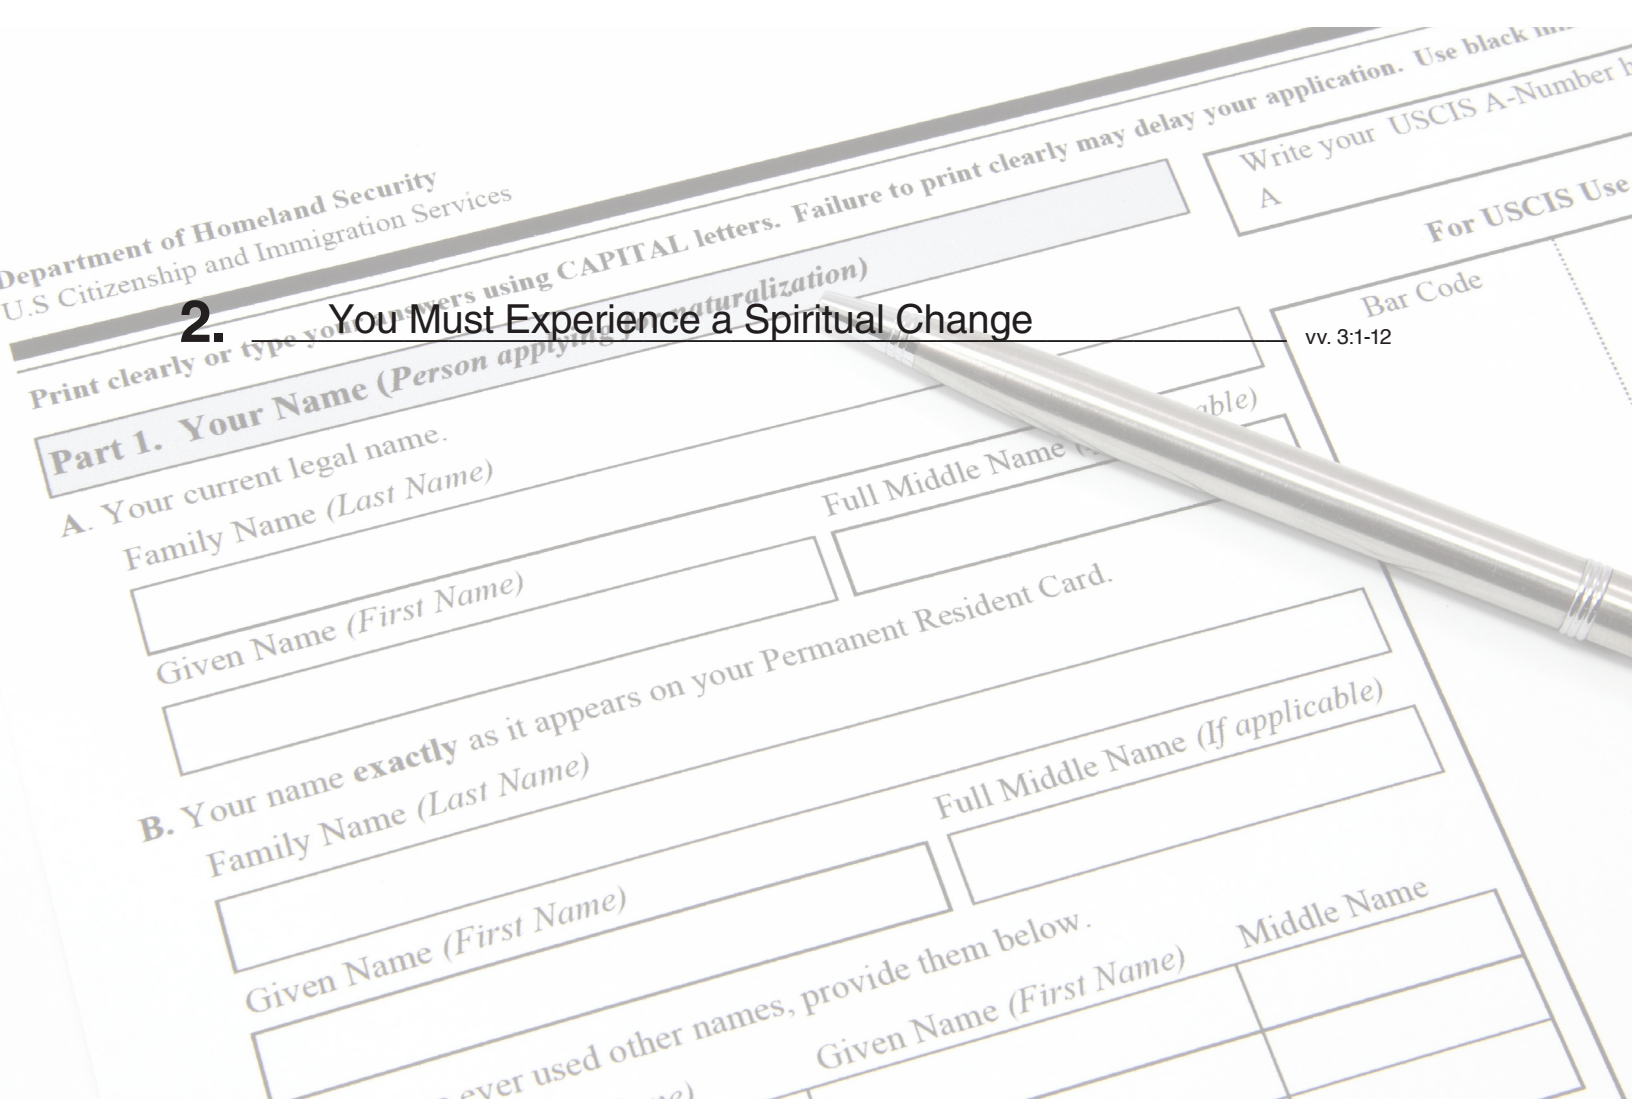 Department of Homeland Security
U.S Citizenship and Immigration Services
Print clearly or type your answers using CAPITAL letters. Failure to print clearly may delay your application. Use black
Write your USCIS A-Number
A
For USCIS Use
Bar Code
2. You Must Experience a Spiritual Change vv. 3:1-12
Part 1. Your Name (Person applying for naturalization)
A. Your current legal name.
Family Name (Last Name)
Given Name (First Name)
Full Middle Name
B. Your name exactly as it appears on your Permanent Resident Card.
Family Name (Last Name)
Given Name (First Name)
Full Middle Name (If applicable)
ever used other names, provide them below.
Given Name (First Name)
Middle Name